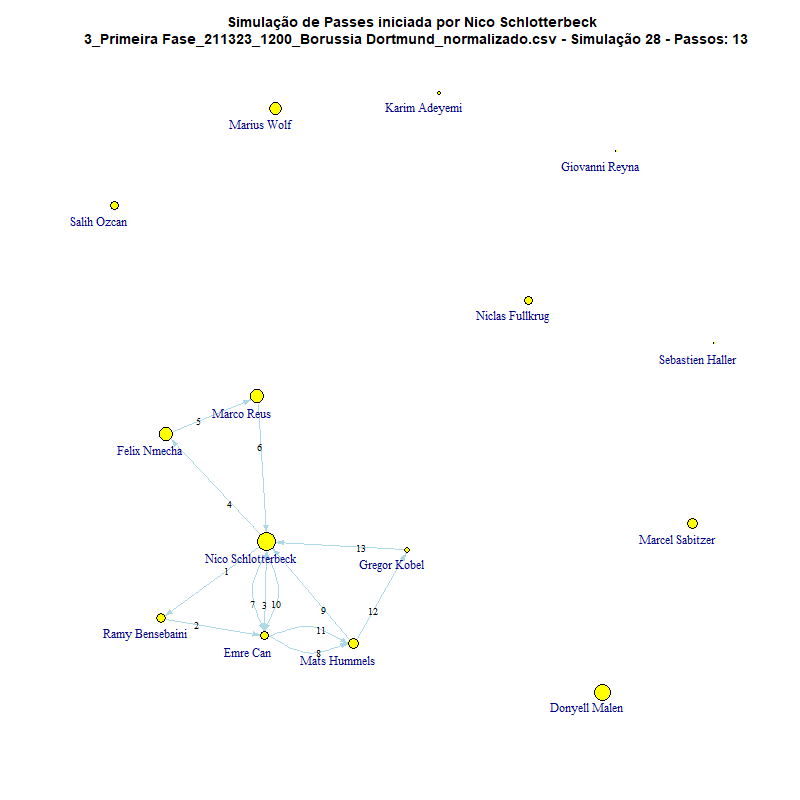 Simulação de Passes iniciada por Nico Schlotterbeck
3_Primeira Fase_211323_1200_Borussia Dortmund_normalizado.csv - Simulação 28 - Passos: 13
Karim Adeyemi
Marius Wolf
Giovanni Reyna
Salih Ozcan
Niclas Fullkrug
Sebastien Haller
Marco Reus
5
Felix Nmecha
6
4
Marcel Sabitzer
13
Nico Schlotterbeck
Gregor Kobel
1
7
3
10
9
12
2
11
Ramy Bensebaini
Emre Can
8
Mats Hummels
Donyell Malen